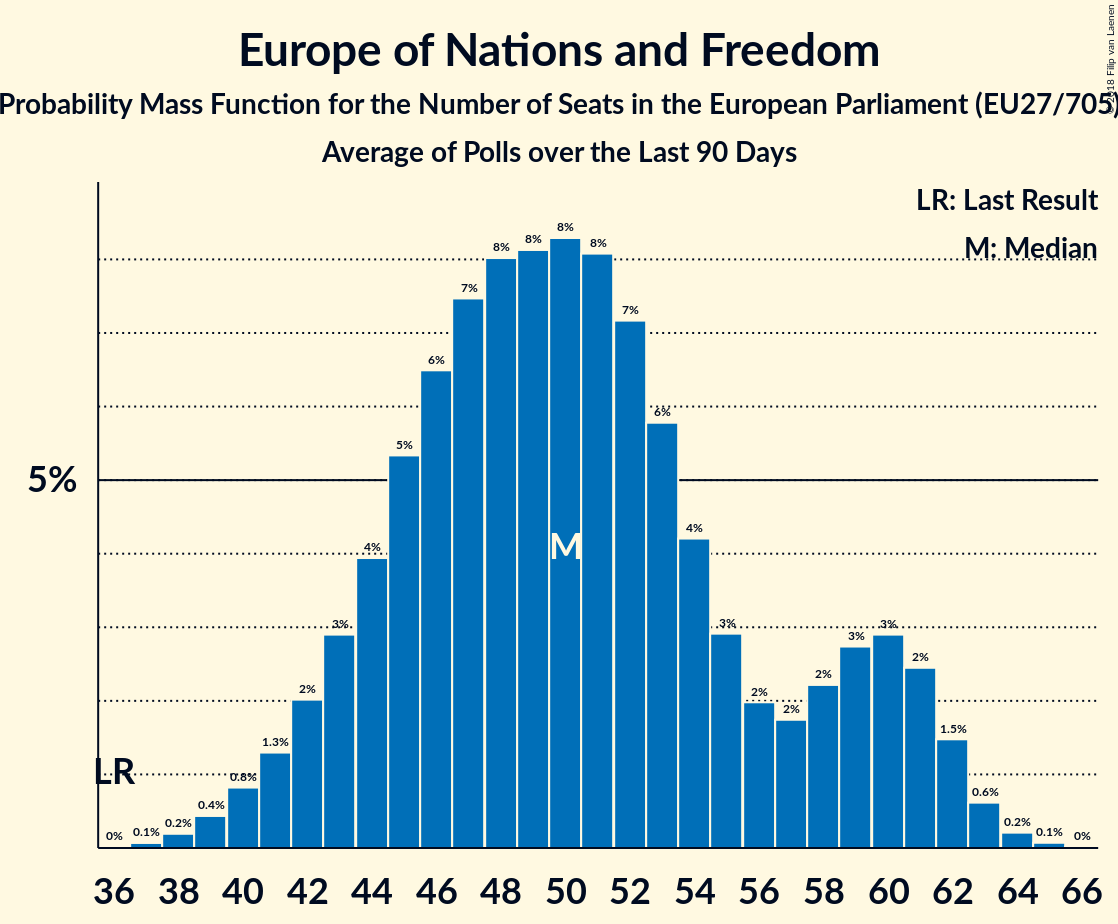 Europe of Nations and Freedom
Probability Mass Function for the Number of Seats in the European Parliament (EU27/705)
Average of Polls over the Last 90 Days
© 2018 Filip van Laenen
LR: Last Result
M: Median
5%
LR
M
0% 0.1% 0.2% 0.4% 0.8% 1.3% 2% 3% 4% 5% 6% 7% 8% 8% 8% 8% 7% 6% 4% 3% 2% 2% 2% 3% 3% 2% 1.5% 0.6% 0.2% 0.1% 0%
36 38 40 42 44 46 48 50 52 54 56 58 60 62 64 66